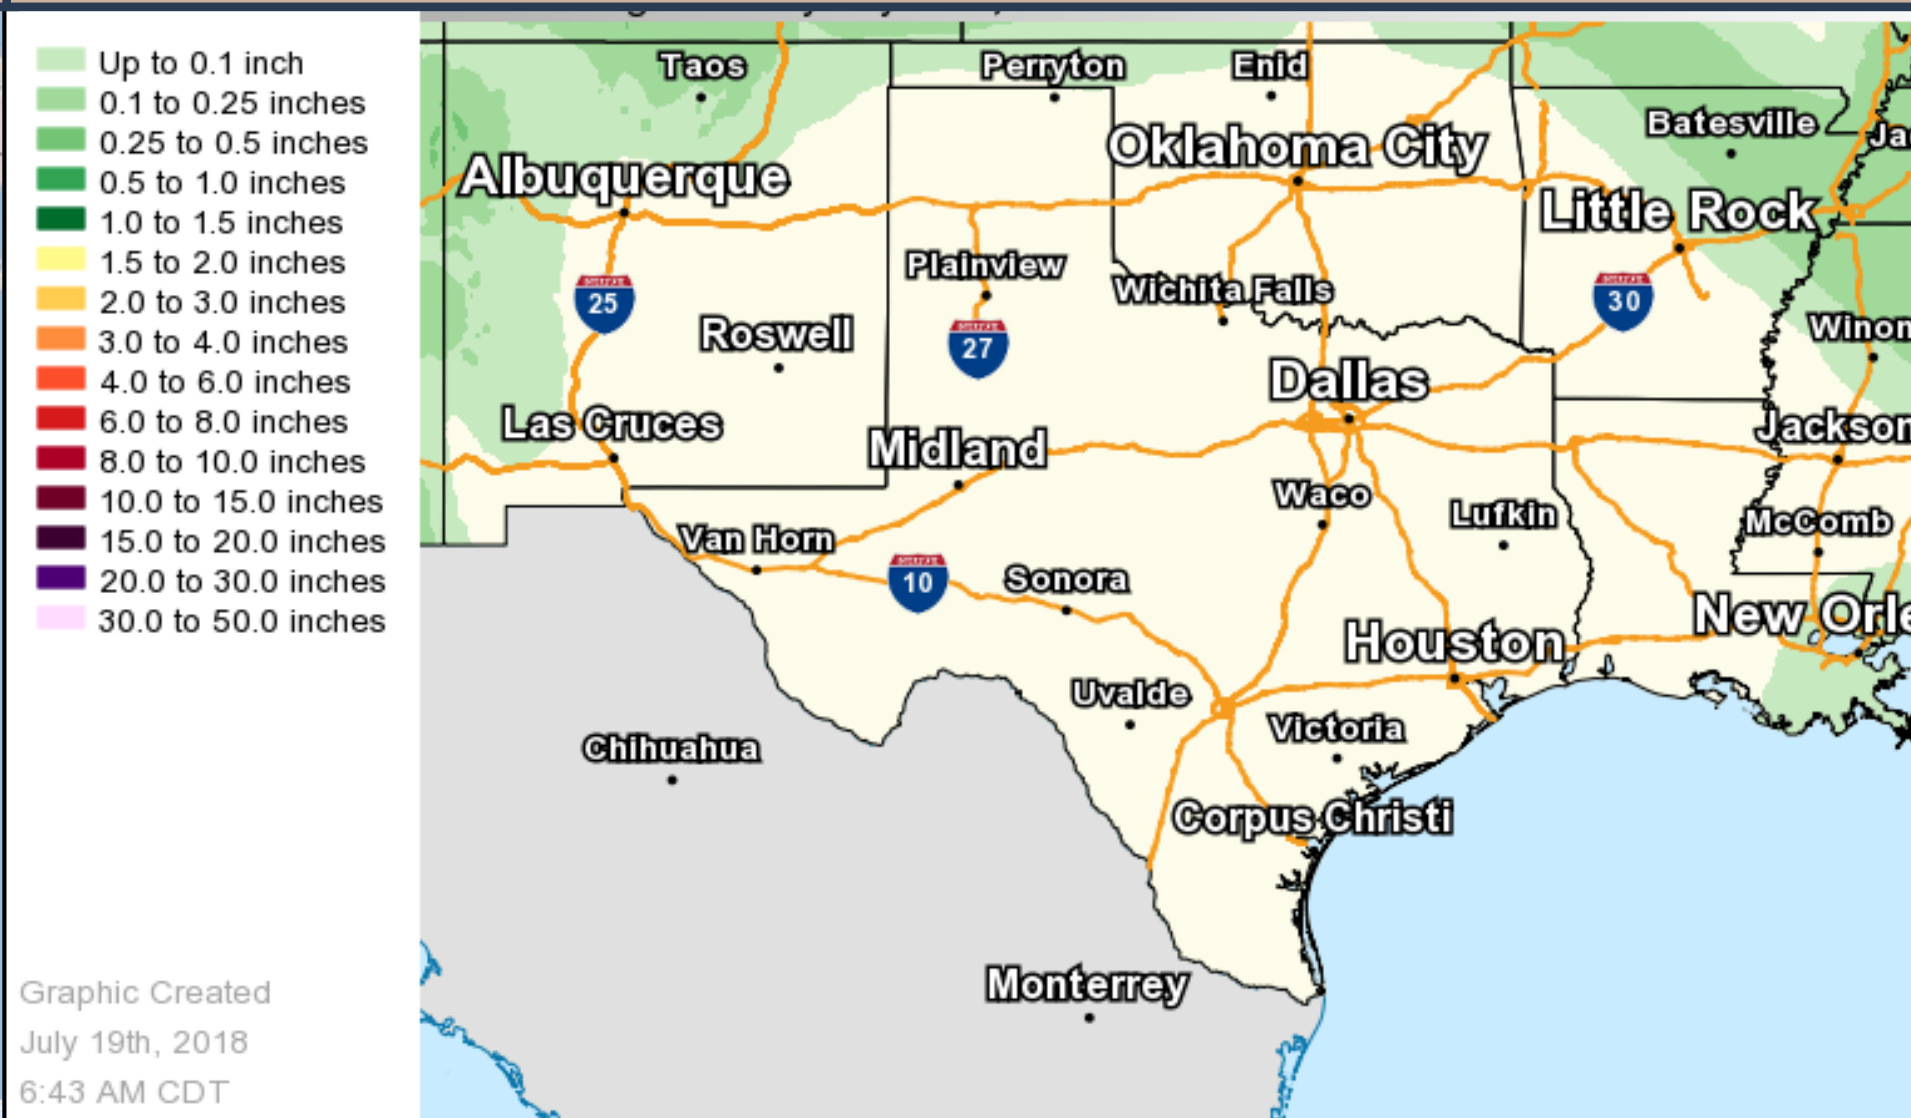 Up to 0.1 inch
0.1 to 0.25 inches
0.25 to 0.5 inches
0.5 to 1.0 inches
1.0 to 1.5 inches
1.5 to 2.0 inches
2.0 to 3.0 inches
3.0 to 4.0 inches
4.0 to 6.0 inches
6.0 to 8.0 inches
8.0 to 10.0 inches
10.0 to 15.0 inches
15.0 to 20.0 inches
20.0 to 30.0 inches
30.0 to 50.0 inches
Graphic Created
July 19th, 2018
6:43 AM CDT
Taos
Perryton
Enid
Batesville
Ja
Oklahoma City
Albuquerque
Little Rock
Plainview
Wichita Falls
25
30
Winon
Roswell
27
Dallas
Las Cruces
Midland
Jackson
Waco
Lufkin
McComb
Van Horn
10
Sonora
New Orle
Houston
Uvalde
Victoria
Chihuahua
Corpus Christi
Monterrey